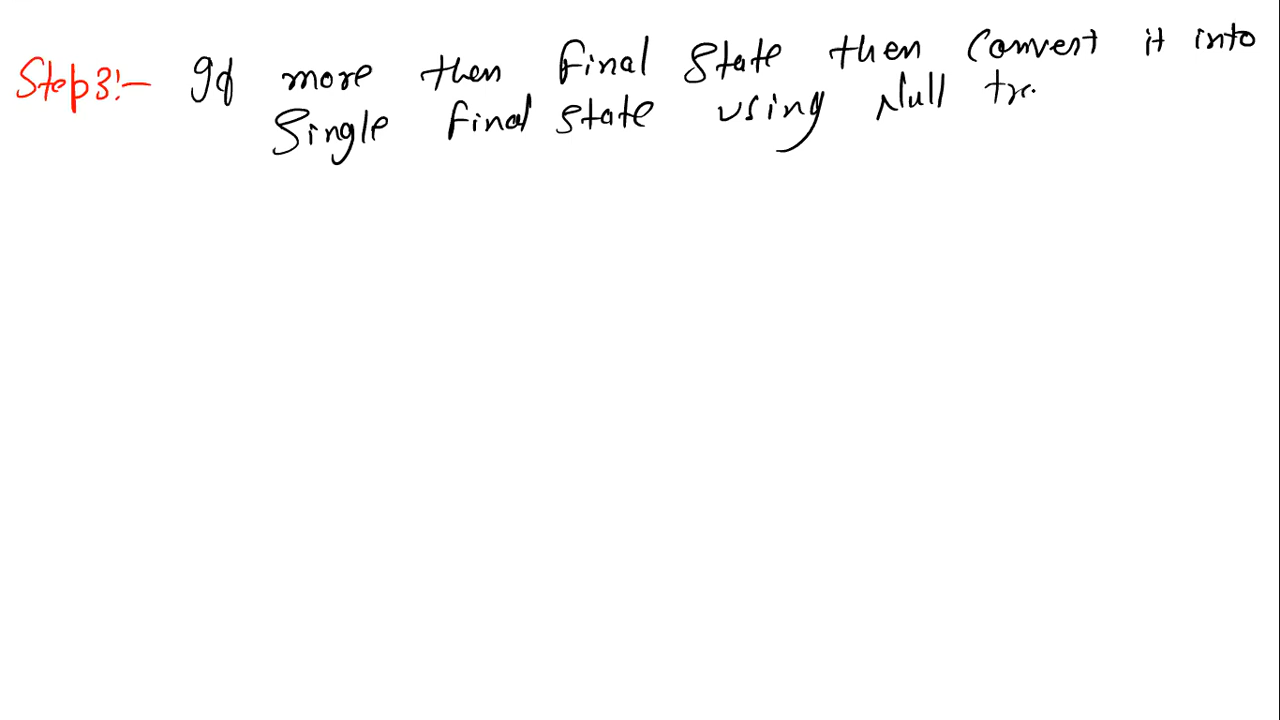 Step3:- If more then final state then convert it into
single final state using Null tr